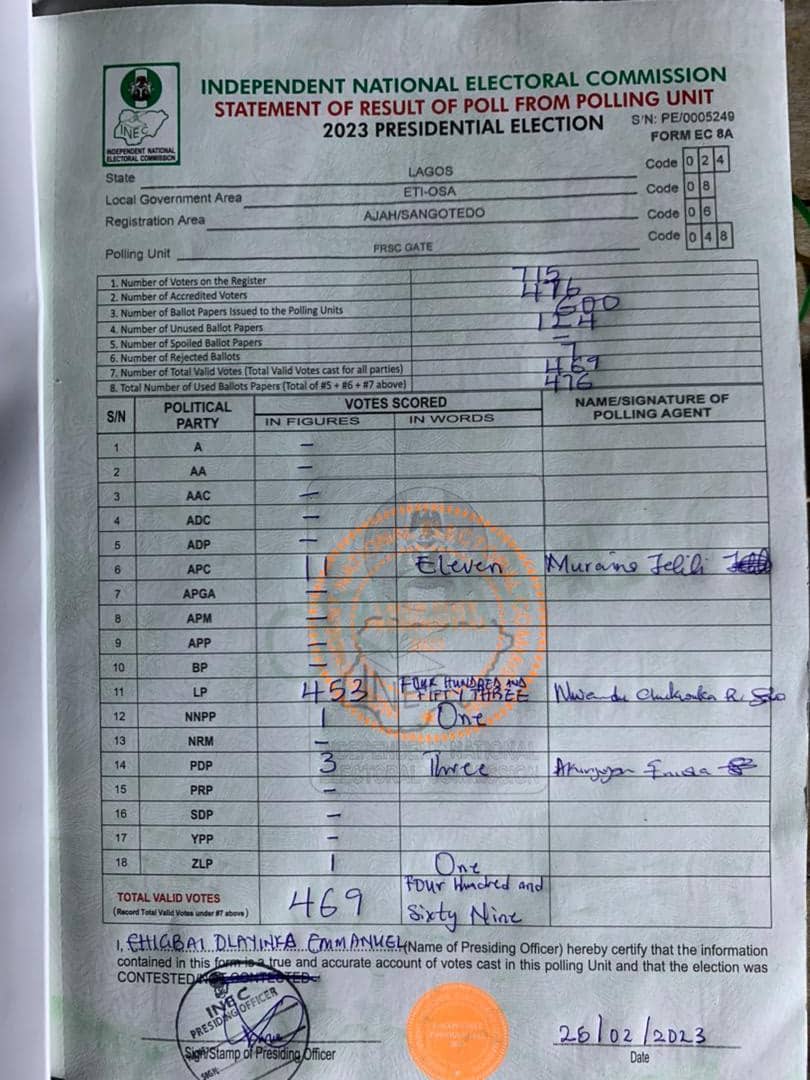 INEC
INDEPENDENT NATIONAL
ELECTORAL COMMISSION
INDEPENDENT NATIONAL ELECTORAL COMMISSION
STATEMENT OF RESULT OF POLL FROM POLLING UNIT
2023 PRESIDENTIAL ELECTION
S/N: PE/0005249
FORM EC 8A
State LAGOS Code 0 2 4
Local Government Area ETI-OSA Code 0 8
Registration Area AJAH/SANGOTEDO Code 0 6
Polling Unit FRSC GATE Code 0 4 8
1. Number of Voters on the Register 715
2. Number of Accredited Voters 476
3. Number of Ballot Papers Issued to the Polling Units 600
4. Number of Unused Ballot Papers 124
5. Number of Spoiled Ballot Papers –
6. Number of Rejected Ballots 7
7. Number of Total Valid Votes (Total Valid Votes cast for all parties) 469
8. Total Number of Used Ballots Papers (Total of #5 + #6 + #7 above) 476
S/N POLITICAL PARTY VOTES SCORED NAME/SIGNATURE OF POLLING AGENT
IN FIGURES IN WORDS
1 A –
2 AA –
3 AAC –
4 ADC –
5 ADP –
6 APC 11 Eleven Muraino Jelili
7 APGA –
8 APM –
9 APP –
10 BP –
11 LP 453 FOUR HUNDRED AND FIFTY THREE
12 NNPP 1 One
13 NRM –
14 PDP 3 Three
15 PRP –
16 SDP –
17 YPP –
18 ZLP 1 One
TOTAL VALID VOTES 469 Four Hundred and
(Record Total Valid Votes under #7 above) Sixty Nine
I, EHIGBAI OLAYINKA EMMANUEL (Name of Presiding Officer) hereby certify that the information
contained in this form is a true and accurate account of votes cast in this polling Unit and that the election was
CONTESTED/
INEC
PRESIDING OFFICER
26/02/2023
Sign/Stamp of Presiding Officer
Date